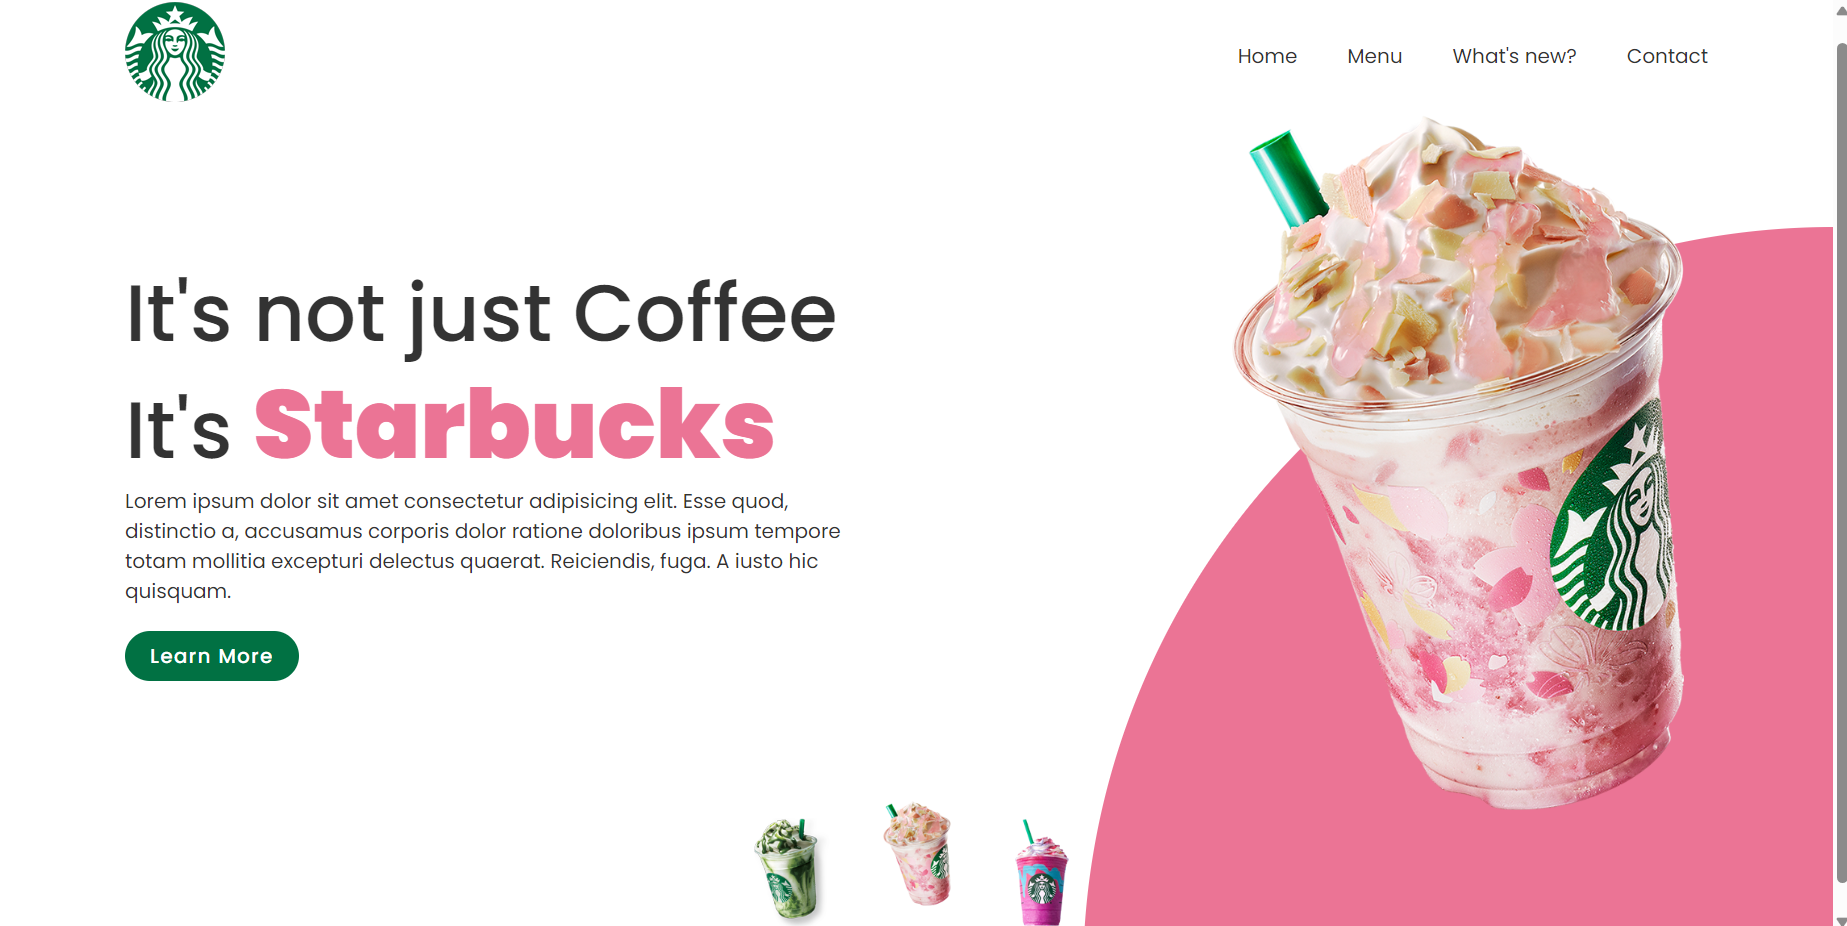 Home Menu What's new? Contact
It's not just Coffee
It's Starbucks
Lorem ipsum dolor sit amet consectetur adipisicing elit. Esse quod,
distinctio a, accusamus corporis dolor ratione doloribus ipsum tempore
totam mollitia excepturi delectus quaerat. Reiciendis, fuga. A iusto hic
quisquam.
Learn More